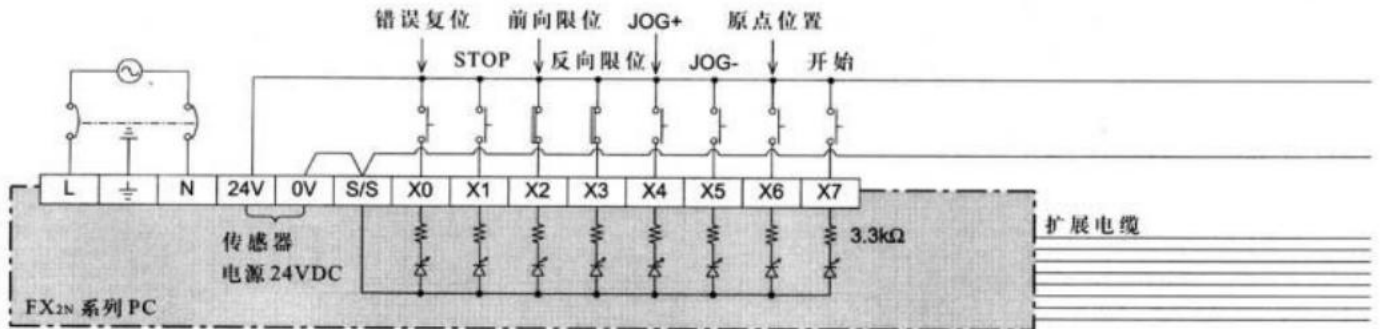 错误复位 前向限位 JOG+ 原点位置
STOP 反向限位 JOG- 开始
L N 24V 0V S/S X0 X1 X2 X3 X4 X5 X6 X7
传感器
电源 24VDC
3.3kΩ
扩展电缆
FX2N 系列 PC